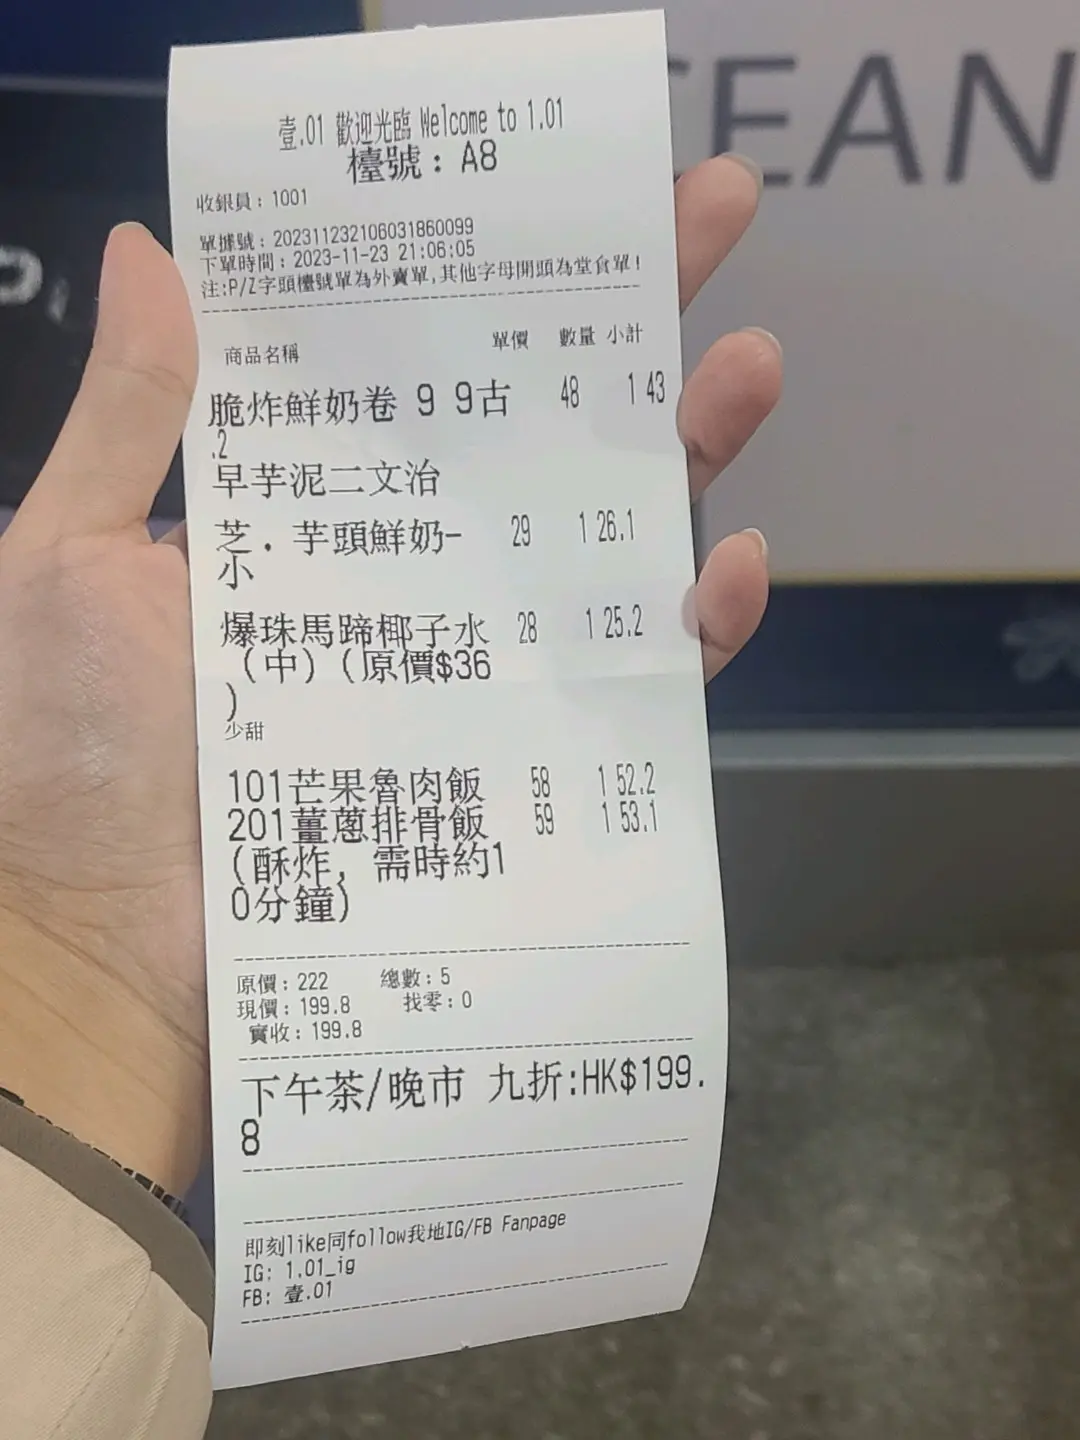 EAN
壹.01 歡迎光臨 Welcome to 1.01
檯號：A8
收銀員：1001
單據號：202311232106031860099
下單時間：2023-11-23 21:06:05
注:P/Z字頭檯號單為外賣單,其他字母開頭為堂食單！
商品名稱 單價 數量 小計
脆炸鮮奶卷 9 9古 48 1 43
.2
早芋泥二文治
芝．芋頭鮮奶- 29 1 26.1
小
爆珠馬蹄椰子水 28 1 25.2
（中）（原價$36
）
少甜
101芒果魯肉飯 58 1 52.2
201薑蔥排骨飯 59 1 53.1
(酥炸，需時約1
0分鐘)
原價：222 總數：5
現價：199.8 找零：0
實收：199.8
下午茶/晚市 九折:HK$199.
8
即刻like同follow我地IG/FB Fanpage
IG: 1.01_ig
FB: 壹.01